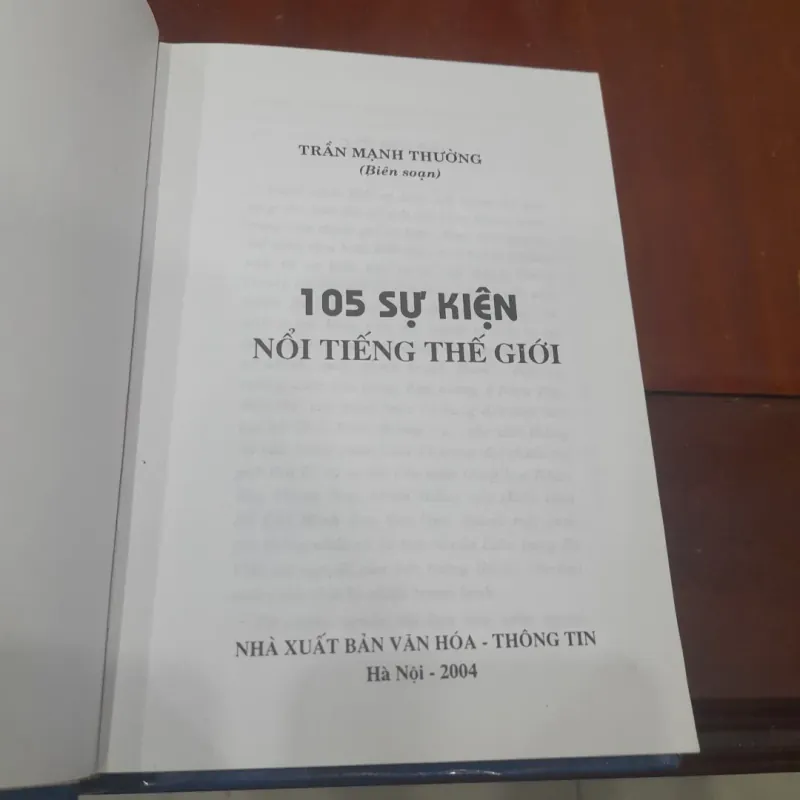 TRẦN MẠNH THƯỜNG
(Biên soạn)
105 SỰ KIỆN
NỔI TIẾNG THẾ GIỚI
NHÀ XUẤT BẢN VĂN HÓA - THÔNG TIN
Hà Nội - 2004